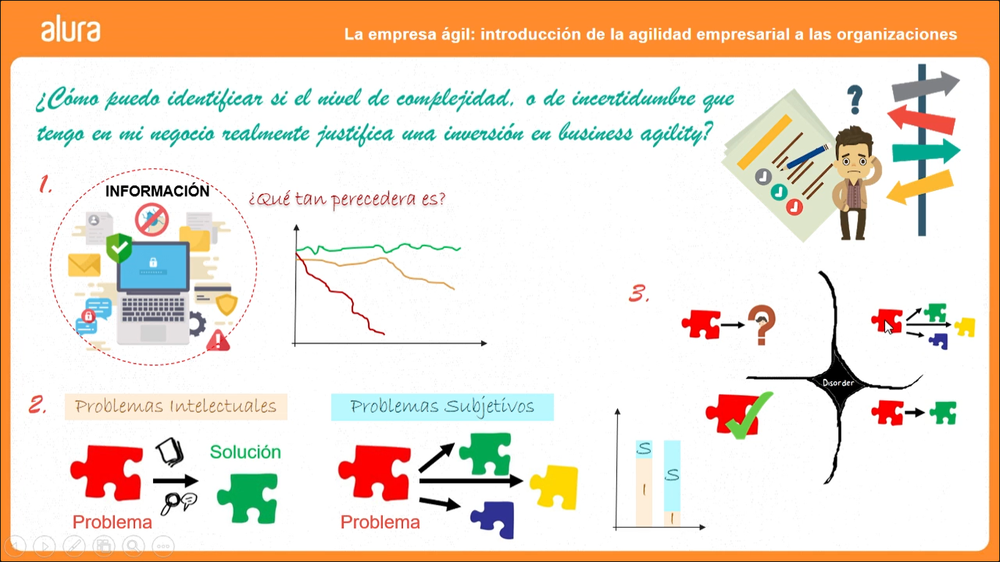 alura
La empresa ágil: introducción de la agilidad empresarial a las organizaciones
¿Cómo puedo identificar si el nivel de complejidad, o de incertidumbre que
tengo en mi negocio realmente justifica una inversión en business agility?
?
1.
INFORMACIÓN
¿Qué tan perecedera es?
3.
?
Disorder
2.
Problemas Intelectuales
Problemas Subjetivos
Solución
Problema
Problema
S
I
S
I